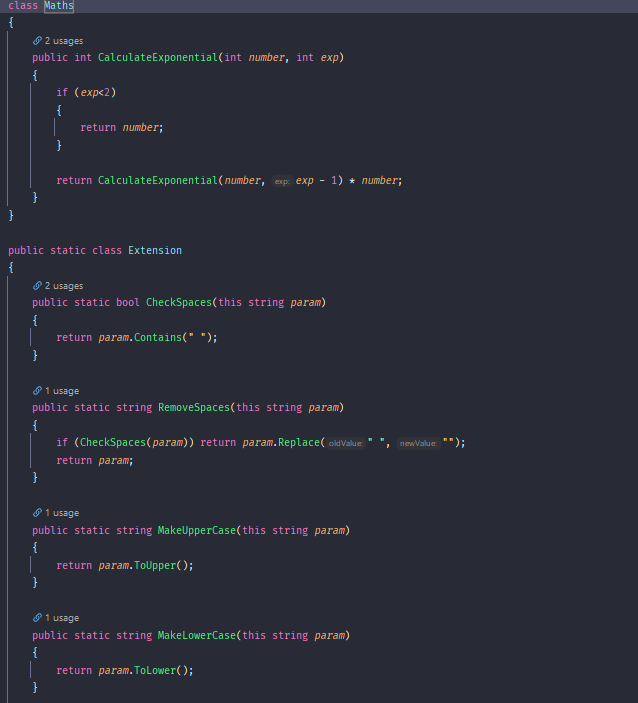 class Maths
{
2 usages
public int CalculateExponential(int number, int exp)
{
if (exp<2)
{
return number;
}
return CalculateExponential(number, exp: exp - 1) * number;
}
}
public static class Extension
{
2 usages
public static bool CheckSpaces(this string param)
{
return param.Contains(" ");
}
1 usage
public static string RemoveSpaces(this string param)
{
if (CheckSpaces(param)) return param.Replace( oldValue: " ", newValue: "");
return param;
}
1 usage
public static string MakeUpperCase(this string param)
{
return param.ToUpper();
}
1 usage
public static string MakeLowerCase(this string param)
{
return param.ToLower();
}